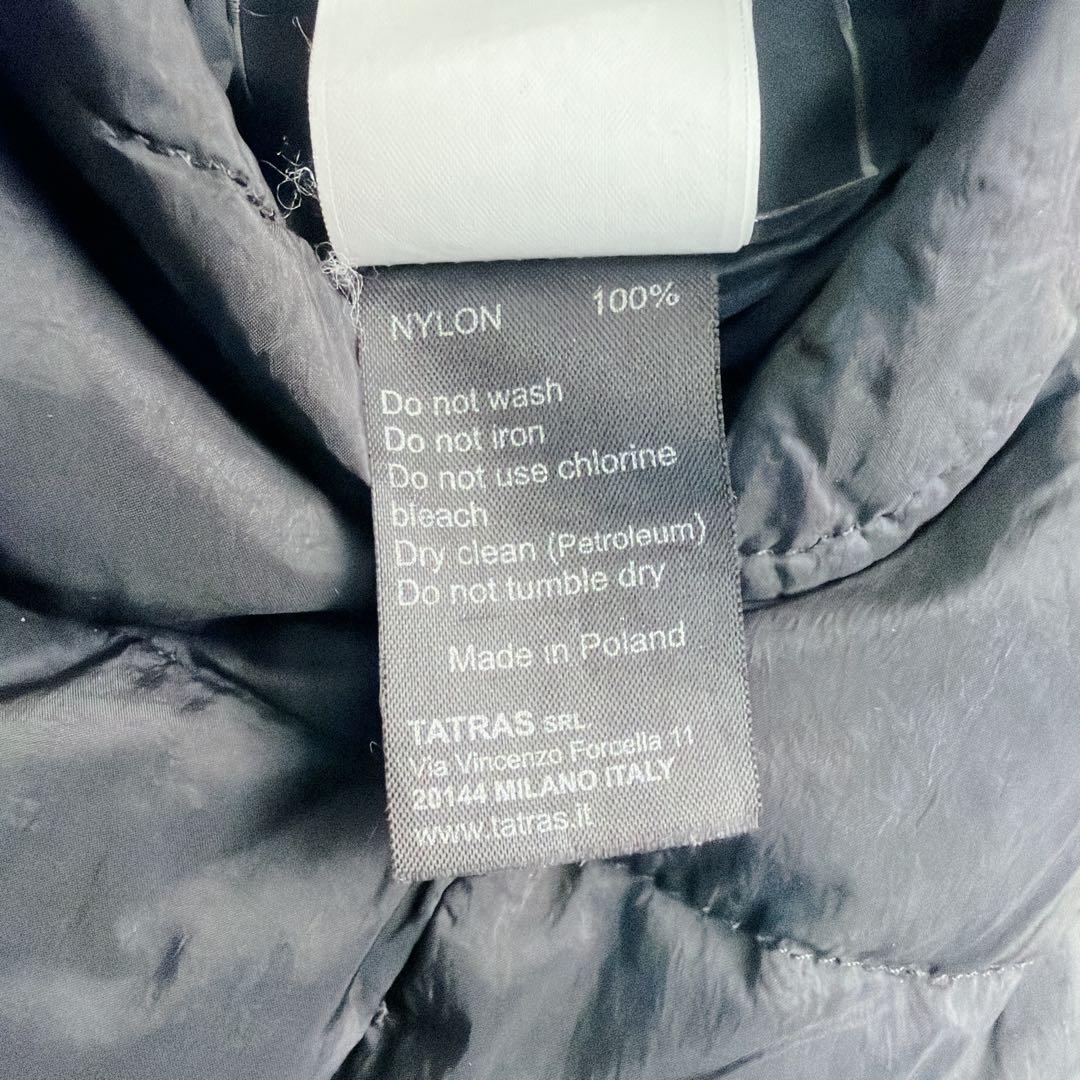 NYLON 100%
Do not wash
Do not iron
Do not use chlorine
bleach
Dry clean (Petroleum)
Do not tumble dry
Made in Poland
TATRAS SRL.
Via Vincenzo Forcella 11
20144 MILANO ITALY
www.tatras.it